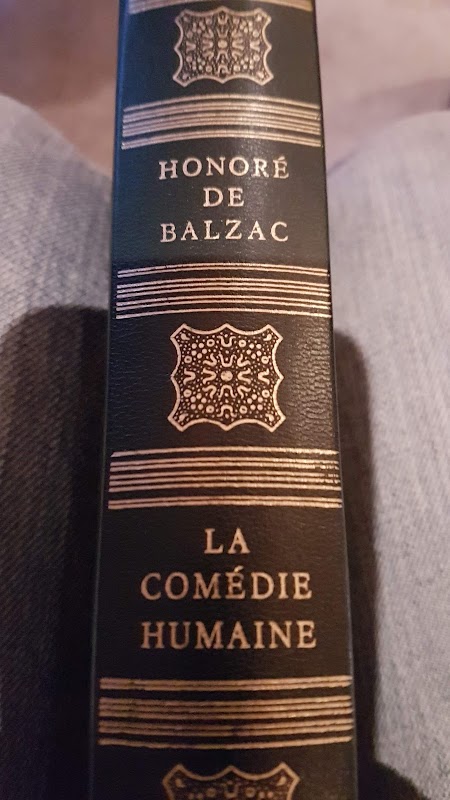 HONORÉ
DE
BALZAC
LA
COMÉDIE
HUMAINE